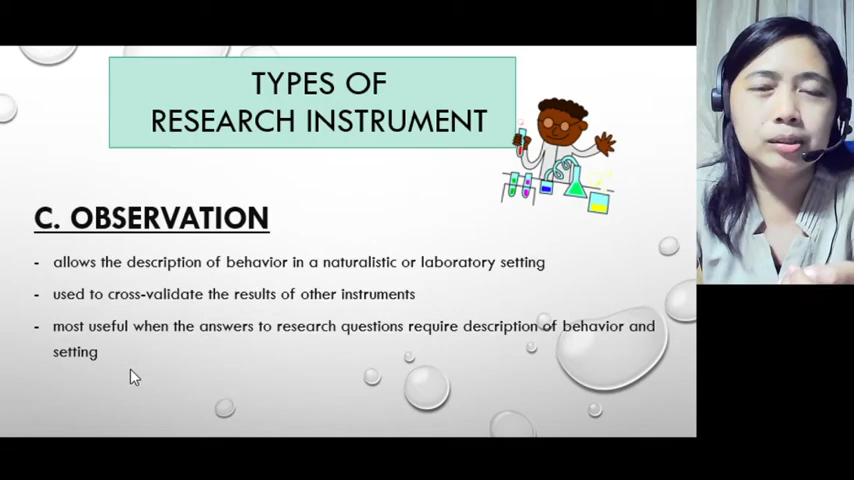 TYPES OF
RESEARCH INSTRUMENT
C. OBSERVATION
- allows the description of behavior in a naturalistic or laboratory setting
- used to cross-validate the results of other instruments
- most useful when the answers to research questions require description of behavior and
setting